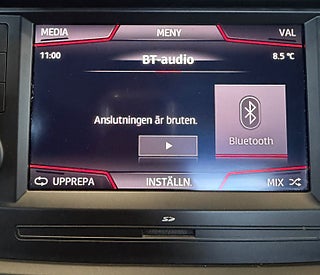 MEDIA MENY VAL
11:00 BT-audio 8.5 °C
Anslutningen är bruten.
Bluetooth
UPPREPA INSTÄLLN. MIX
SD